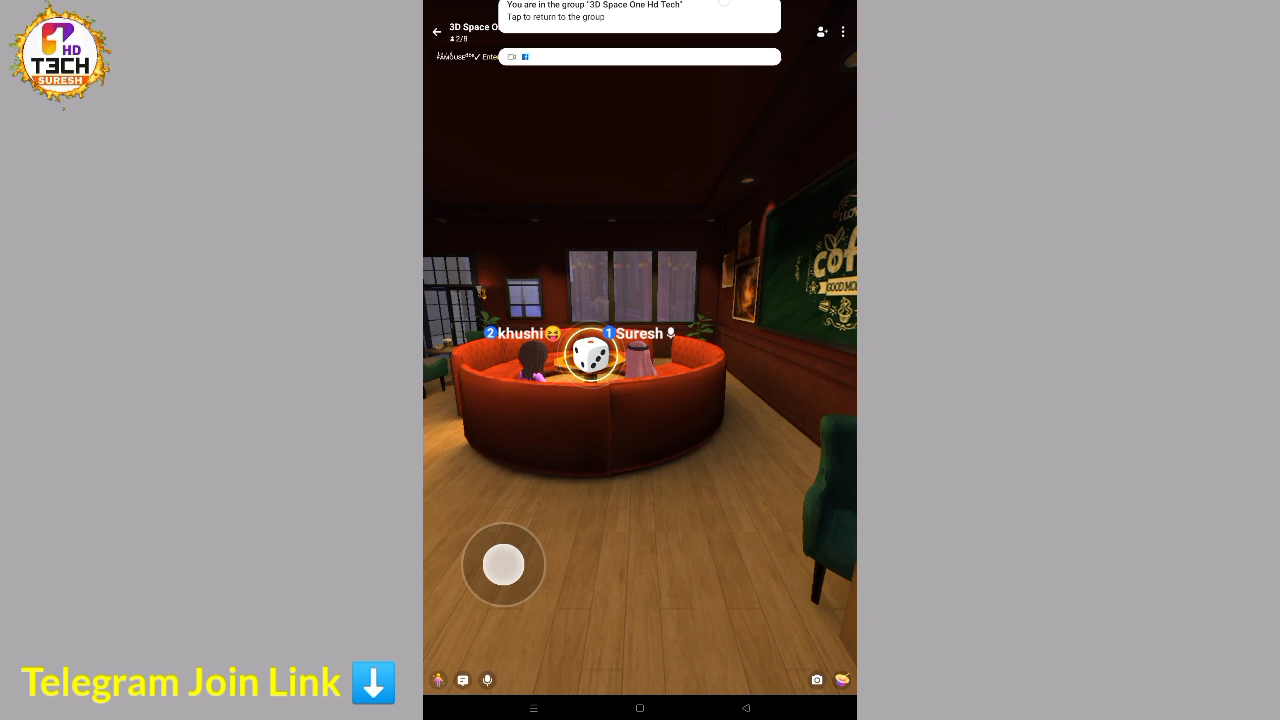 HD
TECH
SURESH
You are in the group "3D Space One Hd Tech"
Tap to return to the group
3D Space O
2/8
Enter
2 khushi😝
1 Suresh
GOOD MO
Telegram Join Link ⬇️